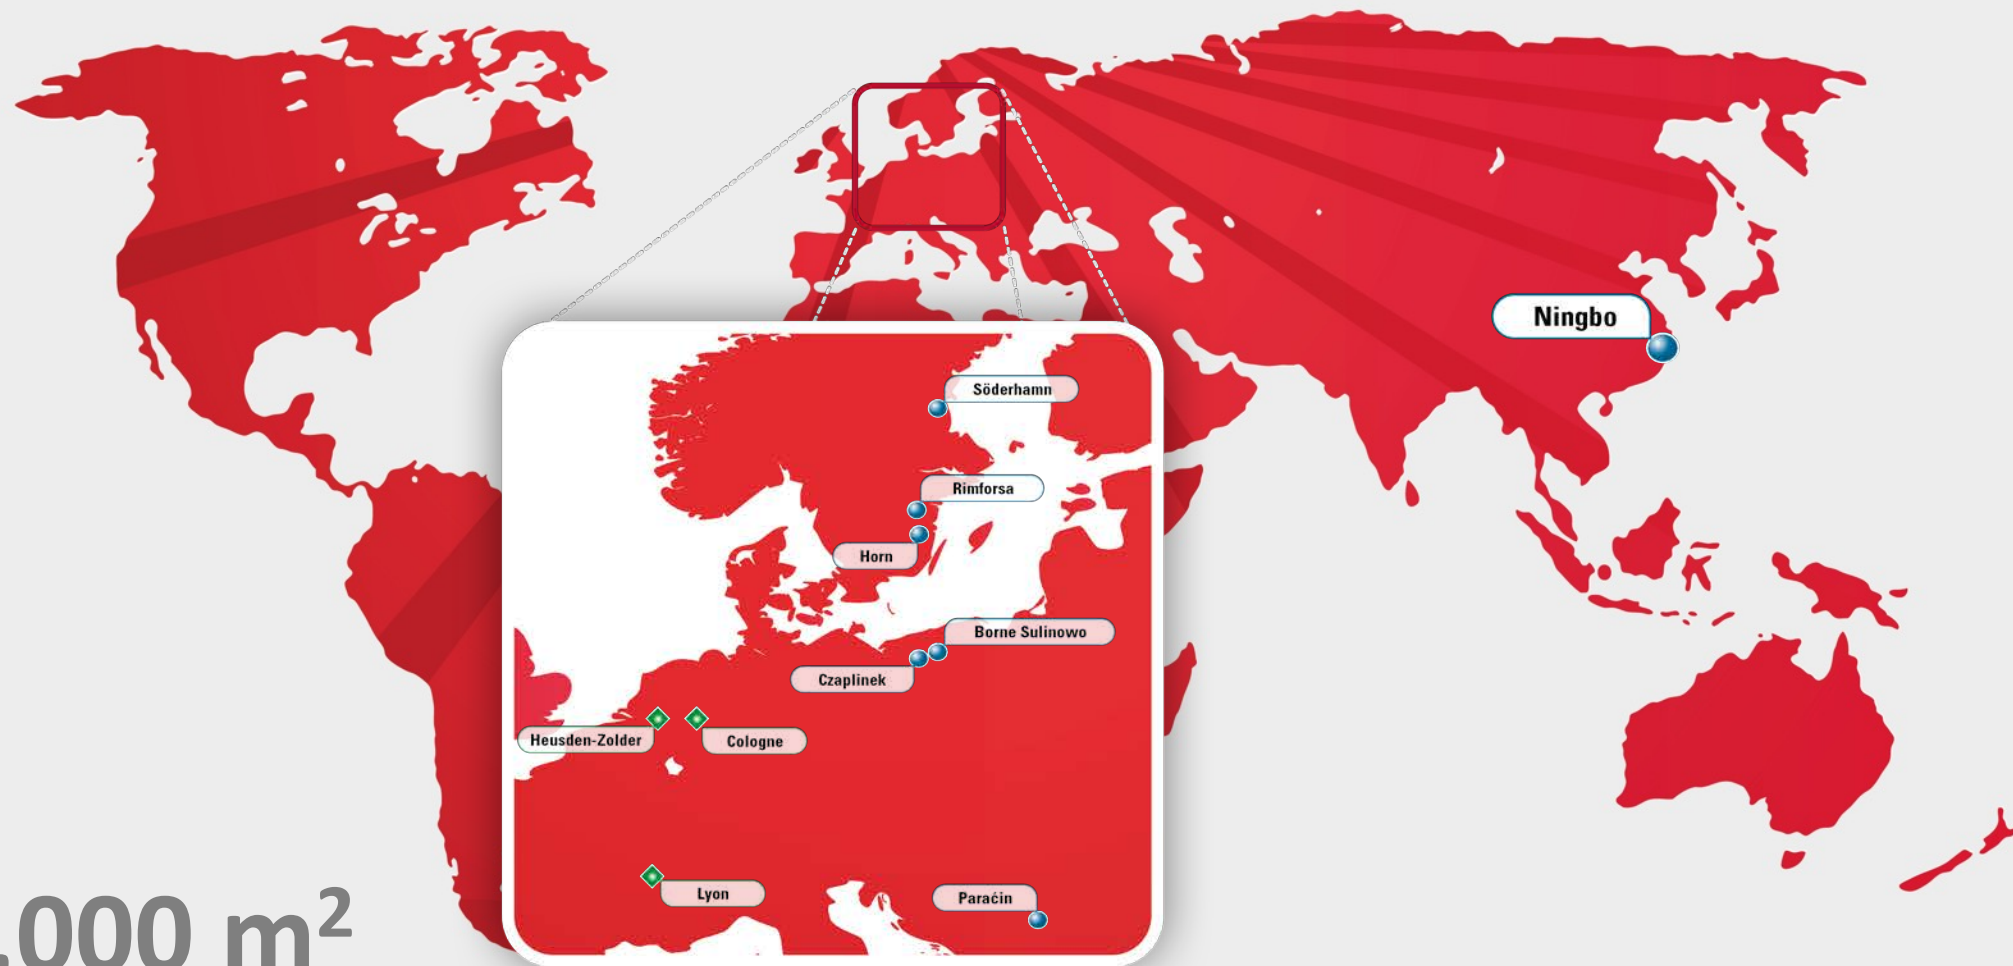 Ningbo
Söderhamn
Rimforsa
Horn
Borne Sulinowo
Czaplinek
Heusden-Zolder
Cologne
Lyon
Paraćin
.000 m²